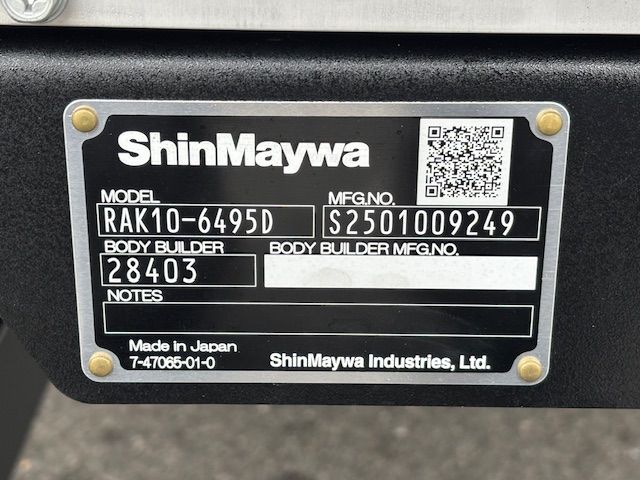 ShinMaywa
MODEL MFG.NO.
RAK10-6495D S2501009249
BODY BUILDER BODY BUILDER MFG.NO.
28403
NOTES
Made in Japan
7-47065-01-0 ShinMaywa Industries, Ltd.